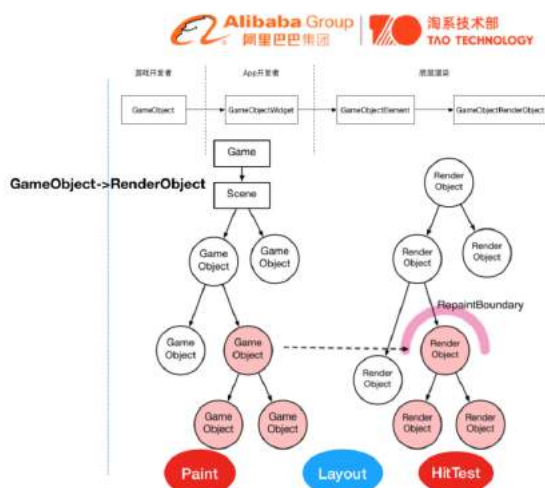 Alibaba Group
阿里巴巴集团
淘系技术部
TAO TECHNOLOGY
游戏开发者
App开发者
底层渲染
GameObject
GameObjectWidget
GameObjectElement
GameObjectRenderObject
GameObject->RenderObject
Game
Scene
Game
Object
Game
Object
Game
Object
Game
Object
Game
Object
Game
Object
Render
Object
Render
Object
Render
Object
RepaintBoundary
Render
Object
Render
Object
Render
Object
Render
Object
Paint
Layout
HitTest